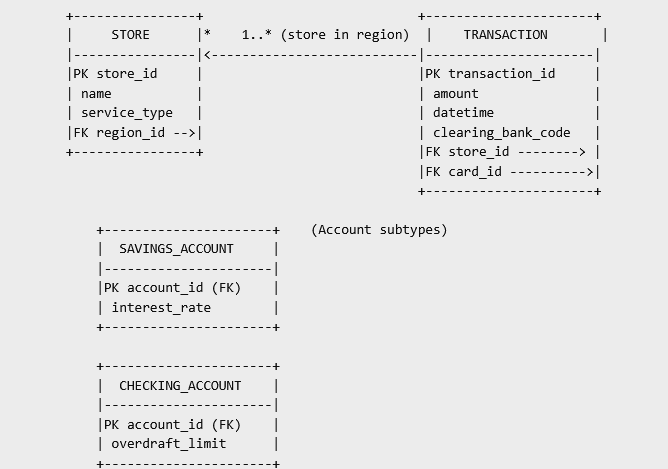 +----------------+                            +----------------------+
|     STORE      |*    1..* (store in region)  |    TRANSACTION       |
|----------------|<---------------------------|----------------------|
|PK store_id     |                            |PK transaction_id     |
| name           |                            | amount               |
| service_type   |                            | datetime             |
|FK region_id -->|                            | clearing_bank_code   |
+----------------+                            |FK store_id --------> |
                                              |FK card_id ---------->|
                                              +----------------------+
    +----------------------+    (Account subtypes)
    |  SAVINGS_ACCOUNT     |
    |----------------------|
    |PK account_id (FK)    |
    | interest_rate        |
    +----------------------+
    +----------------------+
    |  CHECKING_ACCOUNT    |
    |----------------------|
    |PK account_id (FK)    |
    | overdraft_limit      |
    +----------------------+